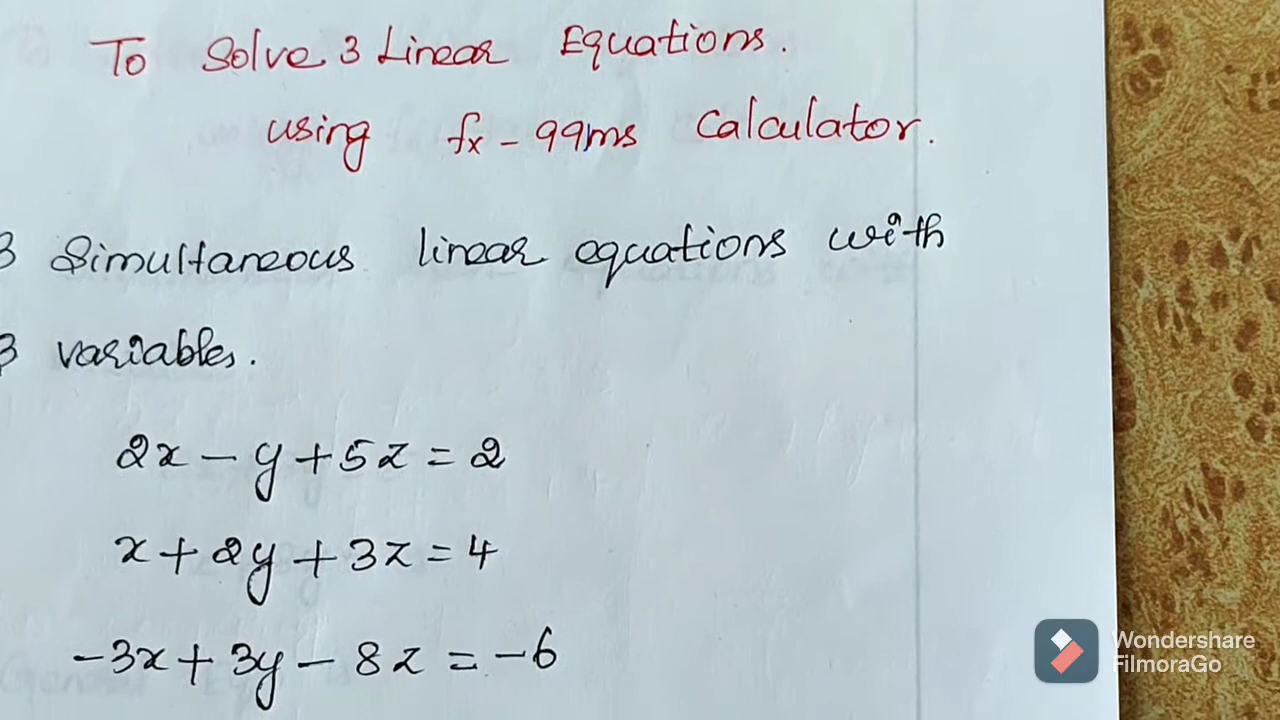 To Solve 3 Linear Equations.
using fx - 99ms Calculator.
3 Simultaneous linear equations with
3 variables.
2x - y + 5z = 2
x + 2y + 3z = 4
-3x + 3y - 8z = -6
Wondershare
FilmoraGo